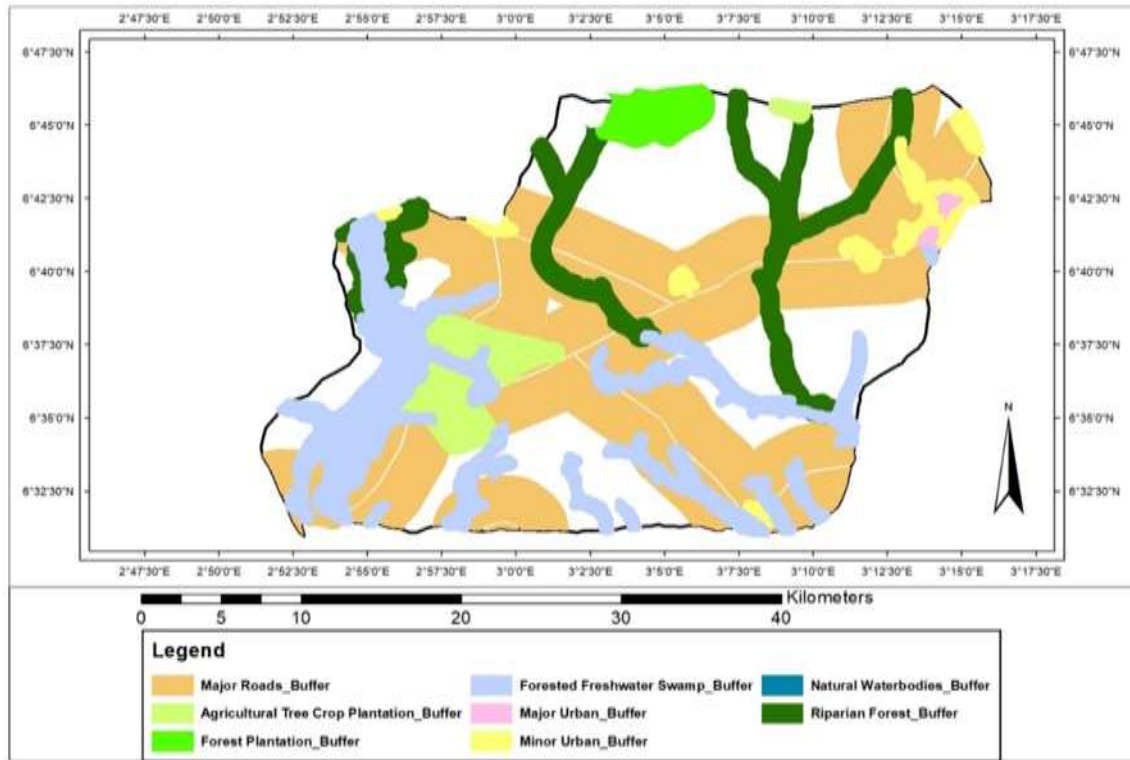 2°47'30"E 2°50'0"E 2°52'30"E 2°55'0"E 2°57'30"E 3°0'0"E 3°2'30"E 3°5'0"E 3°7'30"E 3°10'0"E 3°12'30"E 3°15'0"E 3°17'30"E
6°47'30"N 6°47'30"N
6°45'0"N 6°45'0"N
6°42'30"N 6°42'30"N
6°40'0"N 6°40'0"N
6°37'30"N 6°37'30"N
N
6°35'0"N 6°35'0"N
6°32'30"N 6°32'30"N
2°47'30"E 2°50'0"E 2°52'30"E 2°55'0"E 2°57'30"E 3°0'0"E 3°2'30"E 3°5'0"E 3°7'30"E 3°10'0"E 3°12'30"E 3°15'0"E 3°17'30"E
Kilometers
0 5 10 20 30 40
Legend
Major Roads_Buffer Forested Freshwater Swamp_Buffer Natural Waterbodies_Buffer
Agricultural Tree Crop Plantation_Buffer Major Urban_Buffer Riparian Forest_Buffer
Forest Plantation_Buffer Minor Urban_Buffer